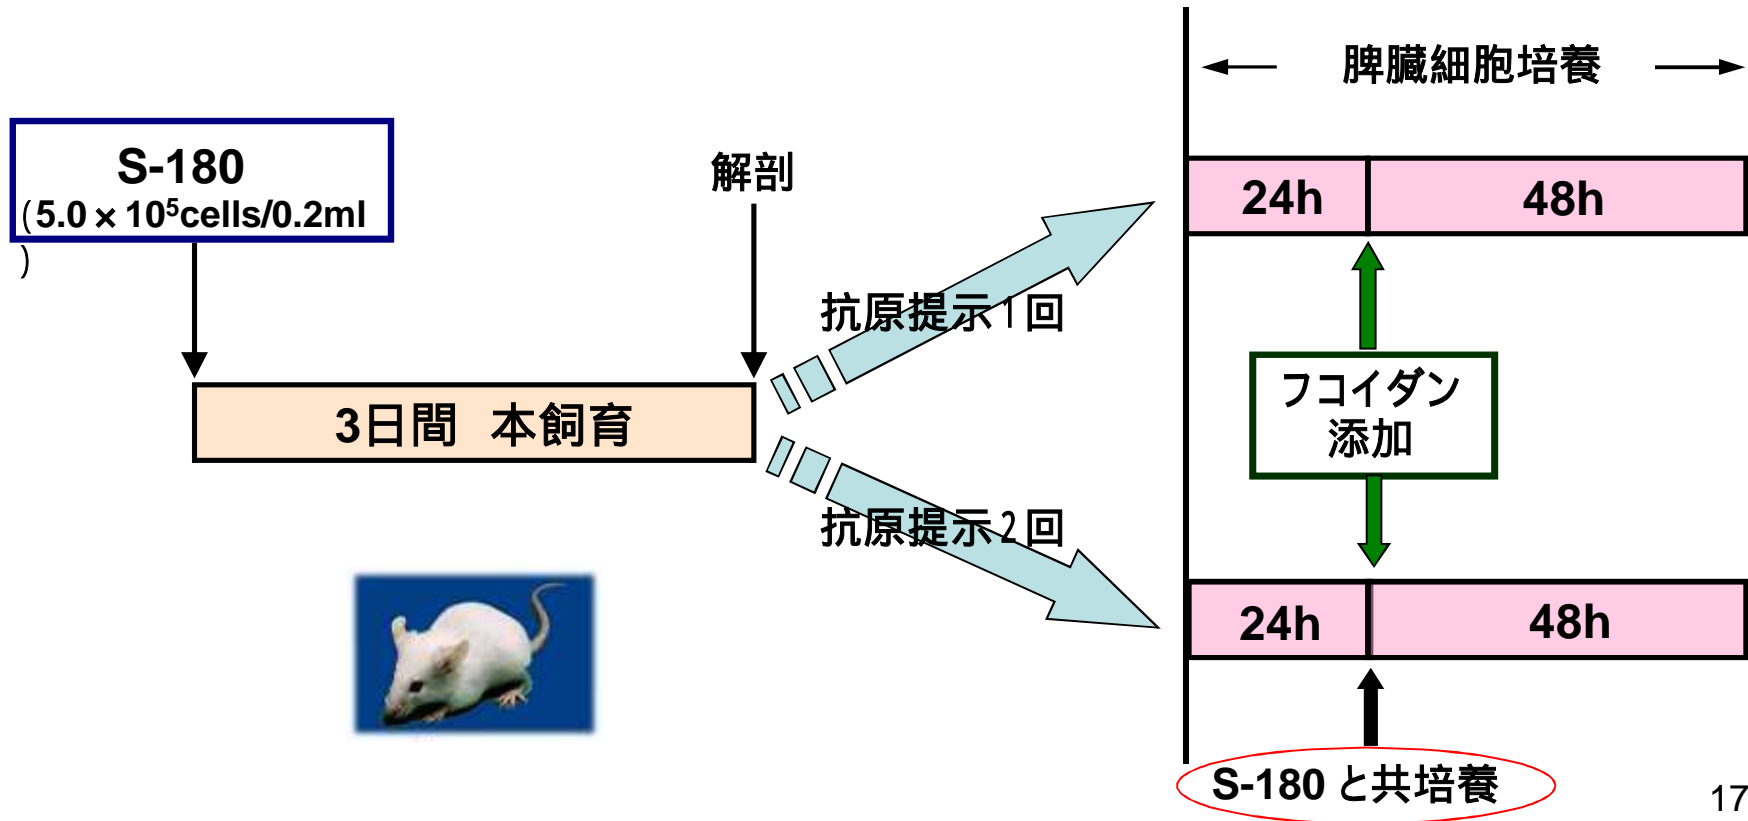 脾臓細胞培養
S-180
(5.0×10⁵cells/0.2ml
)
解剖
24h
48h
抗原提示1回
フコイダン
添加
3日間 本飼育
抗原提示2回
24h
48h
S-180と共培養
17